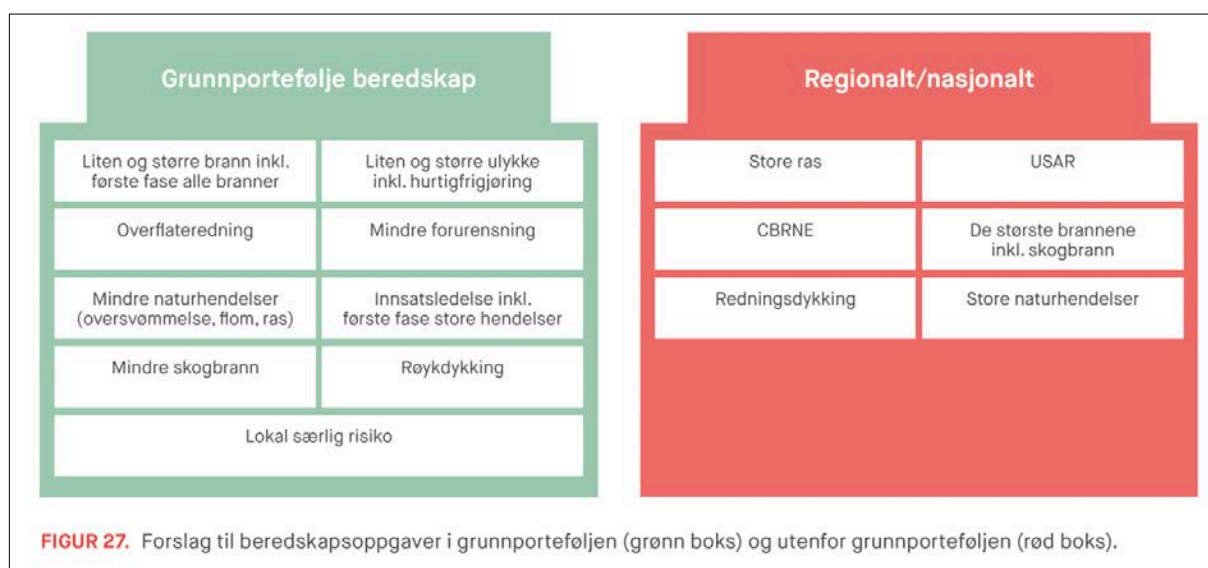 Grunnportefølje beredskap
Liten og større brann inkl.
første fase alle branner
Liten og større ulykke
inkl. hurtigfrigjøring
Overflateredning
Mindre forurensning
Mindre naturhendelser
(oversvømmelse, flom, ras)
Innsatsledelse inkl.
første fase store hendelser
Mindre skogbrann
Røykdykking
Lokal særlig risiko
Regionalt/nasjonalt
Store ras
USAR
CBRNE
De største brannene
inkl. skogbrann
Redningsdykking
Store naturhendelser
FIGUR 27. Forslag til beredskapsoppgaver i grunnporteføljen (grønn boks) og utenfor grunnporteføljen (rød boks).